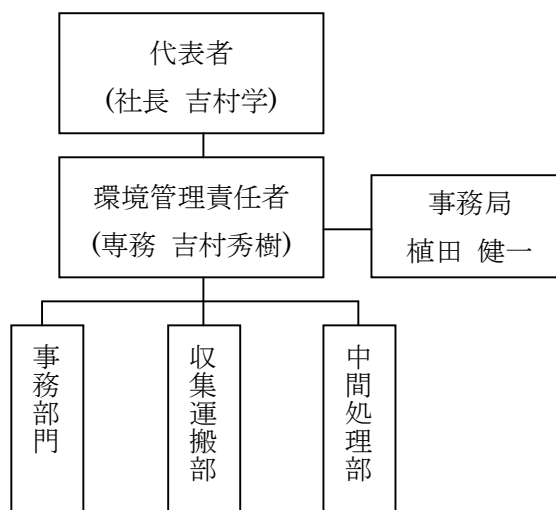 代表者
(社長 吉村学)
環境管理責任者
(専務 吉村秀樹)
事務局
植田 健一
事務部門
収集運搬部
中間処理部